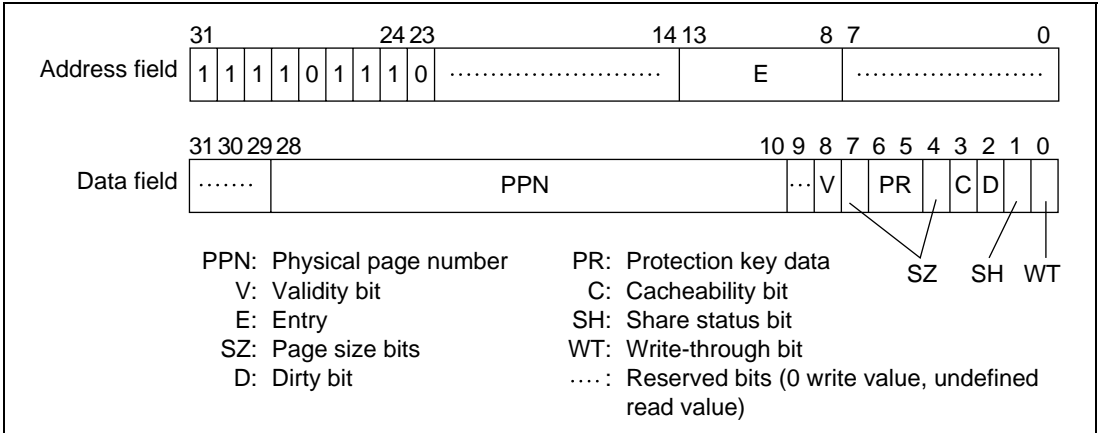 31 24 23 14 13 8 7 0
Address field 1 1 1 1 0 1 1 1 0 ........................ E ........................
31 30 29 28 10 9 8 7 6 5 4 3 2 1 0
Data field ....... PPN ... V PR C D
SZ SH WT
PPN: Physical page number
V: Validity bit
E: Entry
SZ: Page size bits
D: Dirty bit
PR: Protection key data
C: Cacheability bit
SH: Share status bit
WT: Write-through bit
....: Reserved bits (0 write value, undefined
read value)